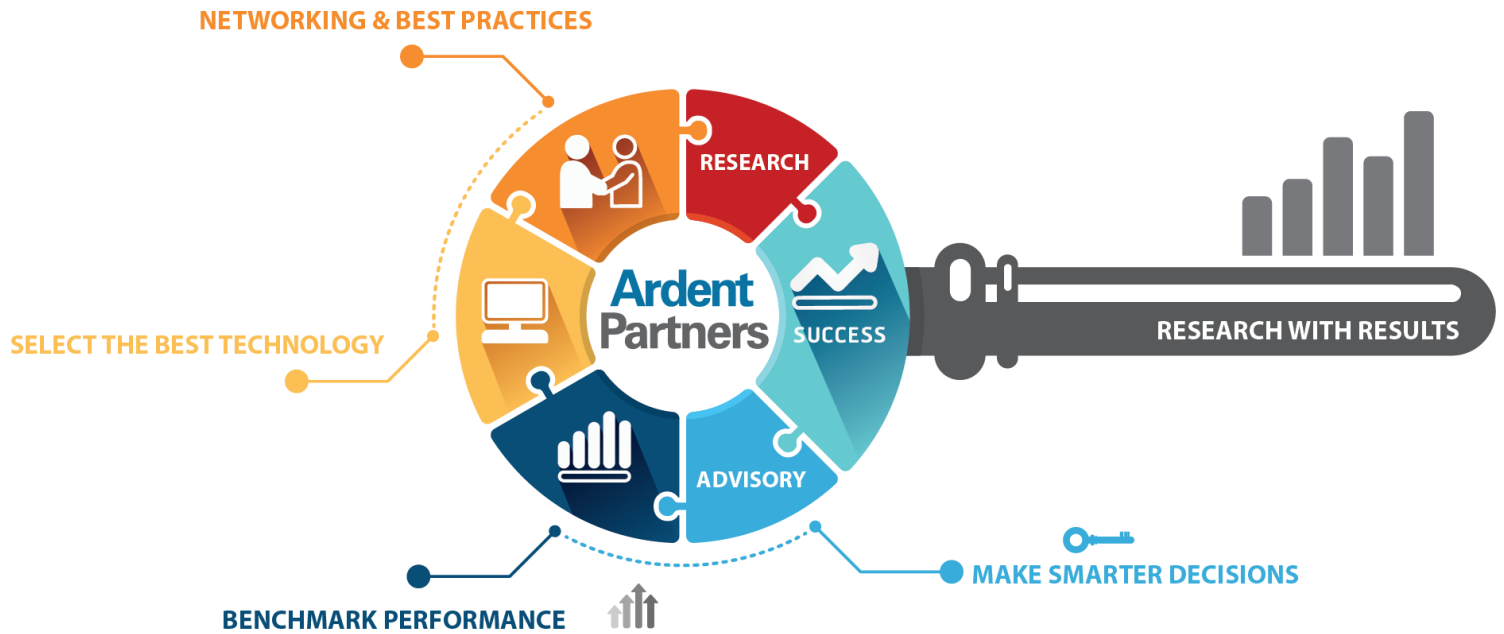 NETWORKING & BEST PRACTICES
RESEARCH
Ardent
Partners
SUCCESS
RESEARCH WITH RESULTS
SELECT THE BEST TECHNOLOGY
ADVISORY
MAKE SMARTER DECISIONS
BENCHMARK PERFORMANCE